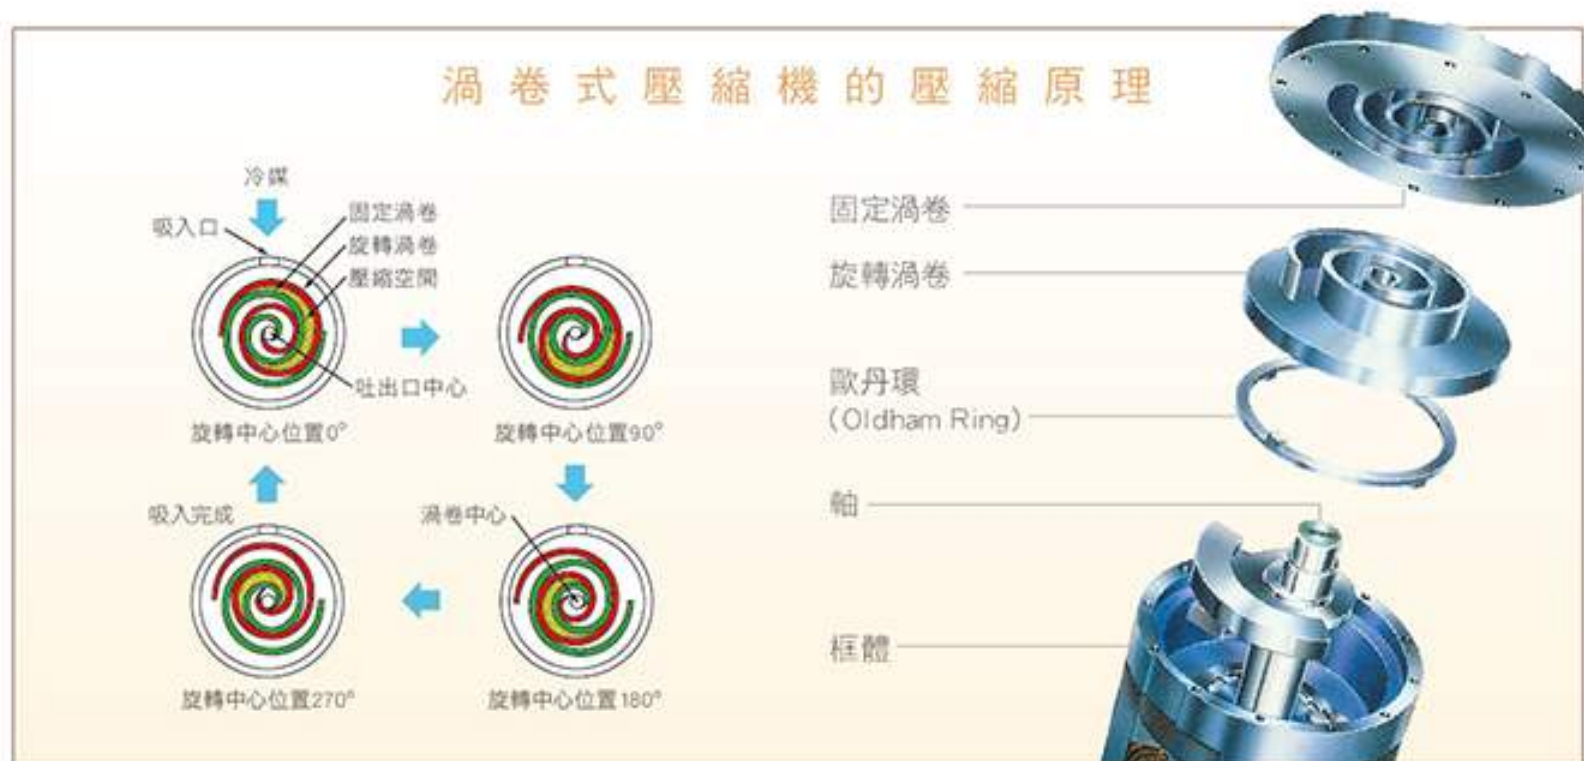 渦卷式壓縮機的壓縮原理
冷媒
吸入口
固定渦卷
旋轉渦卷
壓縮空間
吐出口中心
旋轉中心位置0°
旋轉中心位置90°
吸入完成
渦卷中心
旋轉中心位置270°
旋轉中心位置180°
固定渦卷
旋轉渦卷
歐丹環
(Oldham Ring)
軸
框體